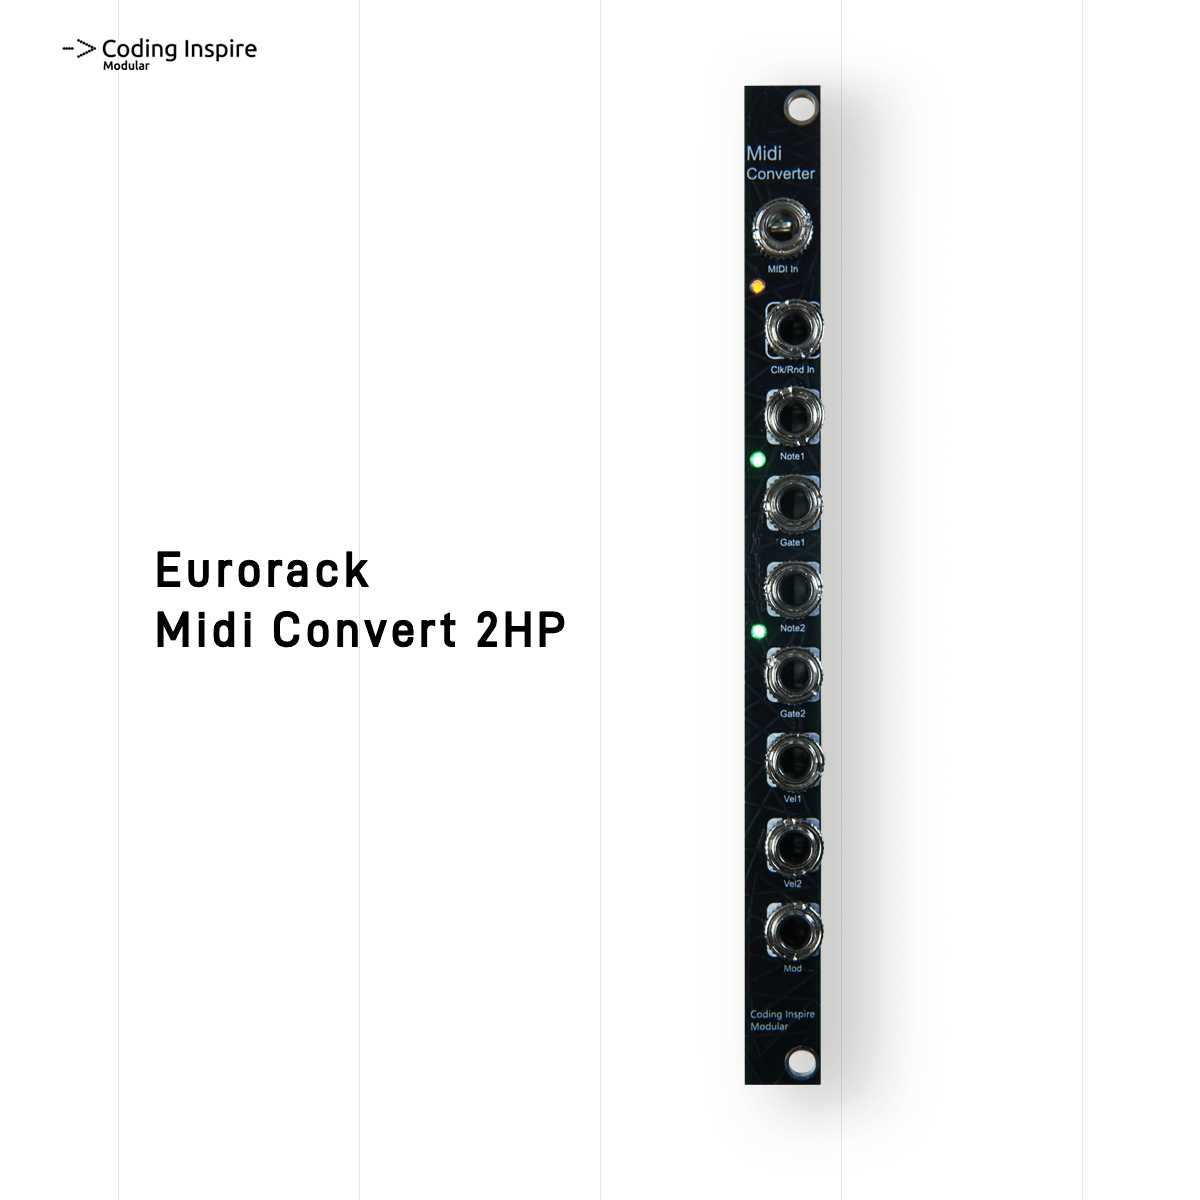 Coding Inspire
Modular
Eurorack
Midi Convert 2HP
Midi
Converter
MIDI In
Clk/Rnd In
Note1
Gate1
Note2
Gate2
Vel1
Vel2
Mod
Coding Inspire
Modular